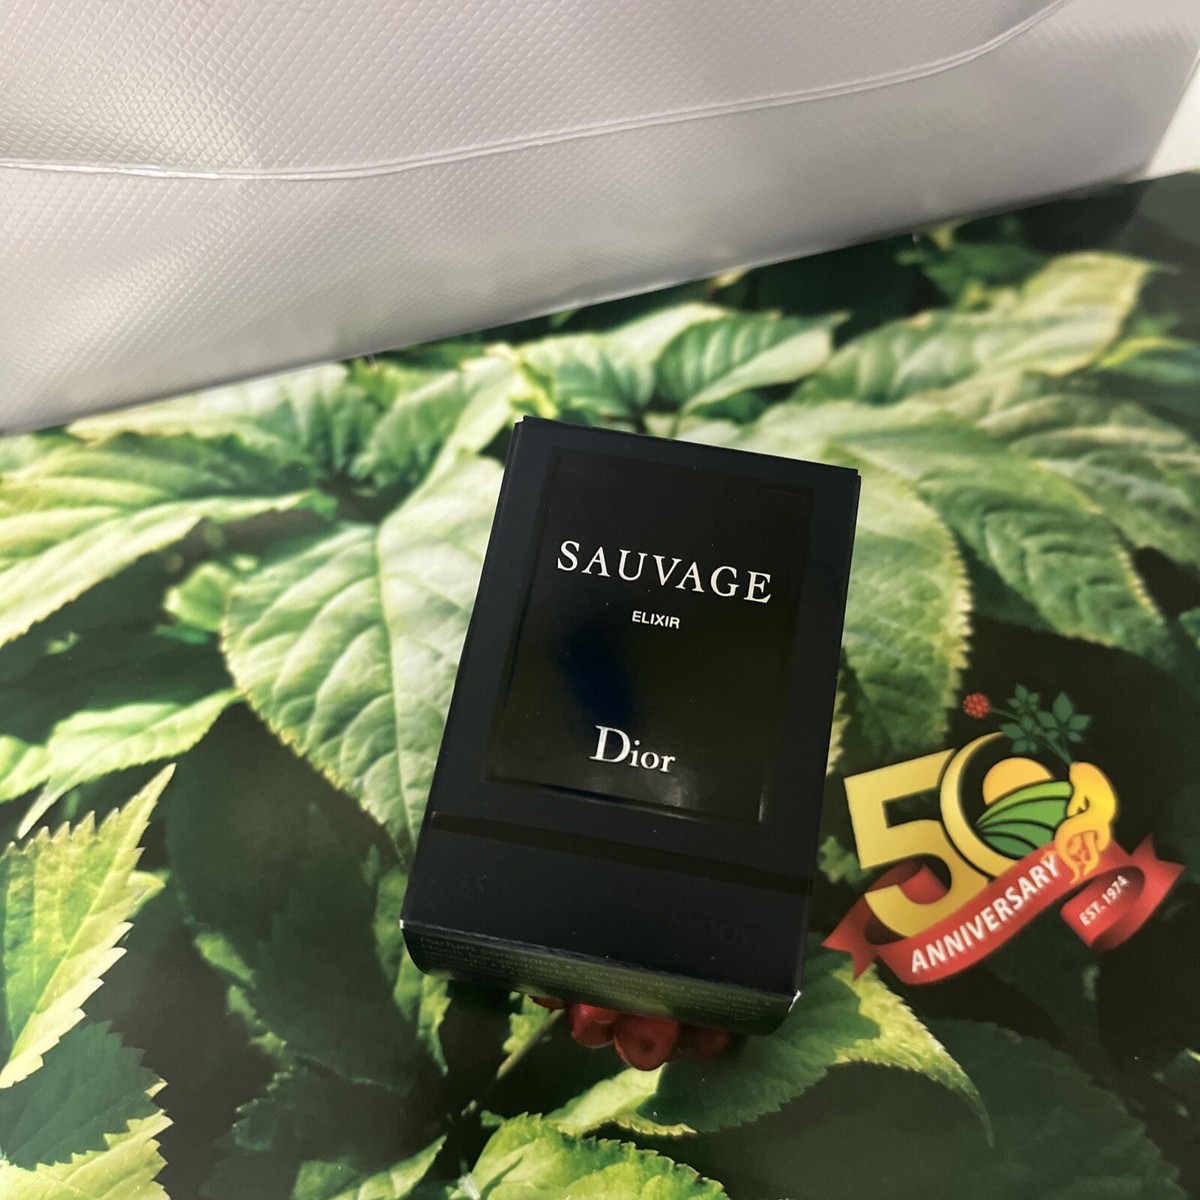 SAUVAGE
ELIXIR
Dior
50
ANNIVERSARY
EST. 1974